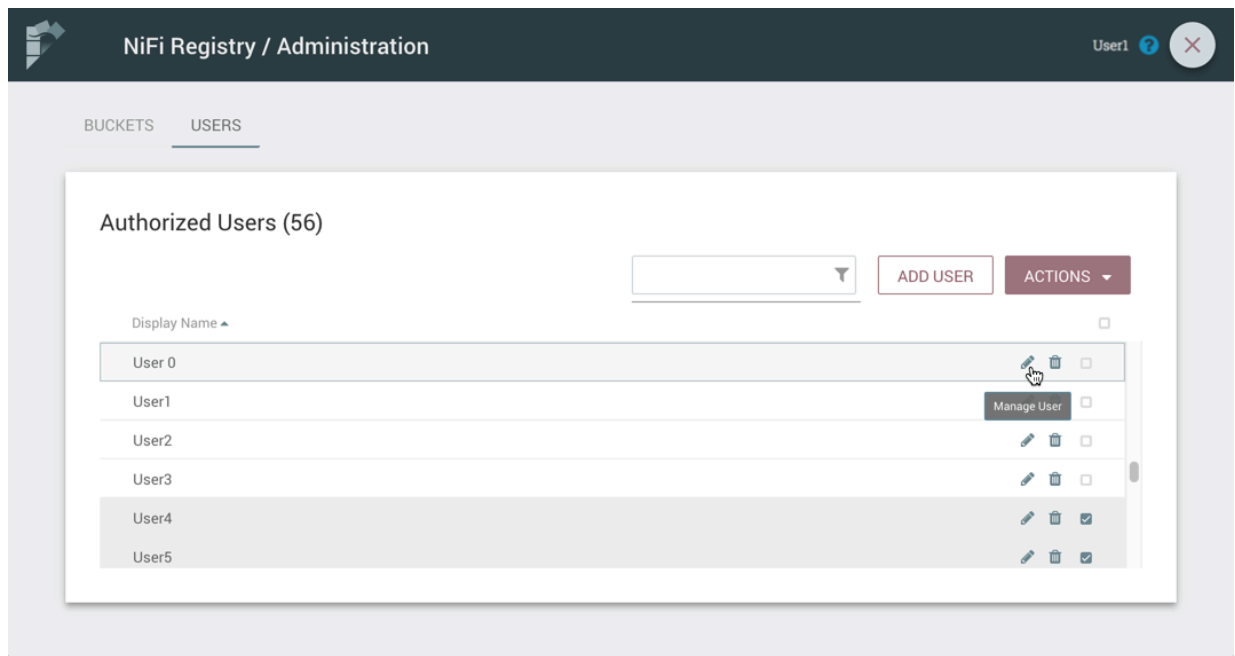 NiFi Registry / Administration
User1
BUCKETS USERS
Authorized Users (56)
ADD USER ACTIONS
Display Name
User 0
User1
Manage User
User2
User3
User4
User5